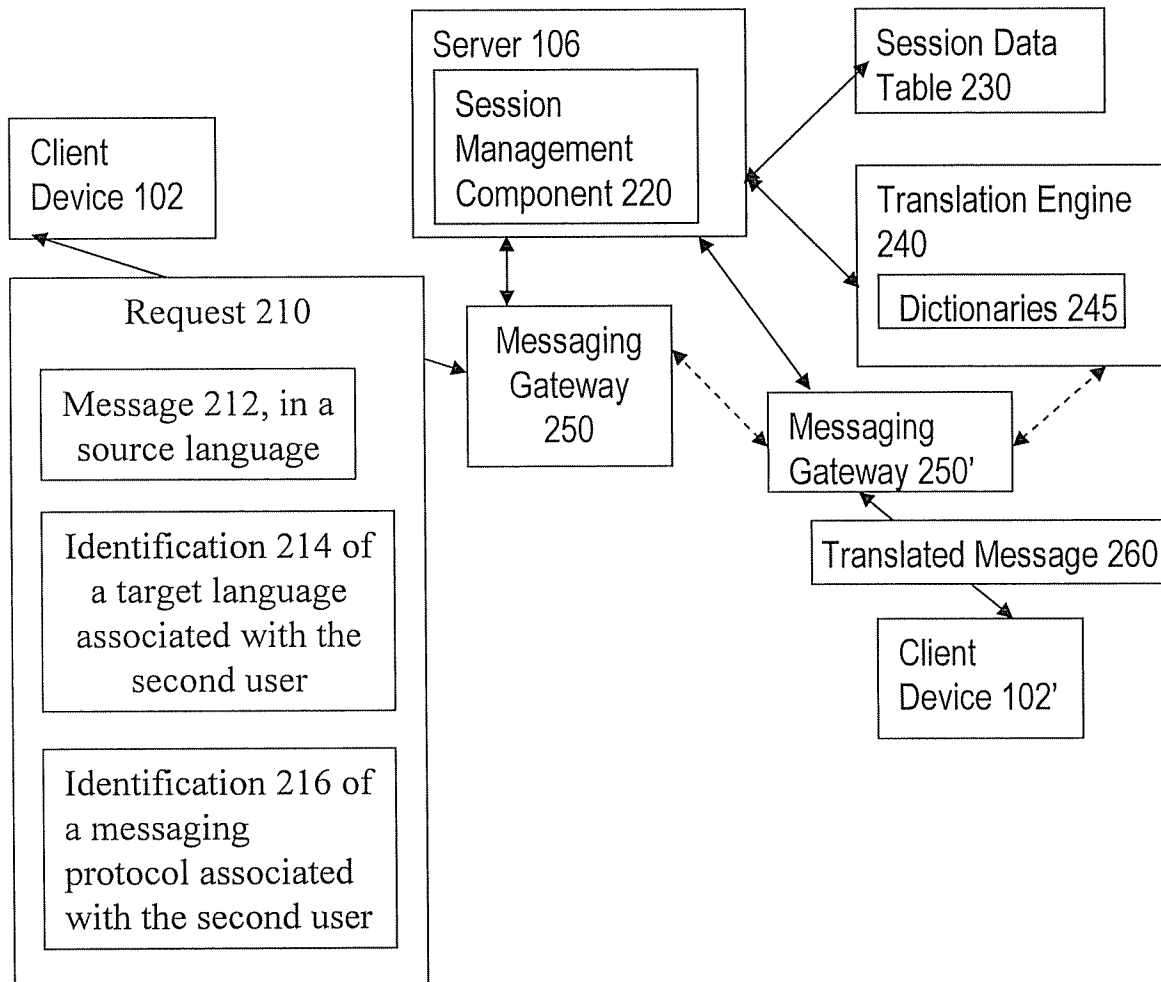 Server 106
Session
Management
Component 220
Session Data
Table 230
Client
Device 102
Translation Engine
240
Dictionaries 245
Request 210
Message 212, in a
source language
Identification 214 of
a target language
associated with the
second user
Identification 216 of
a messaging
protocol associated
with the second user
Messaging
Gateway
250
Messaging
Gateway 250’
Translated Message 260
Client
Device 102’